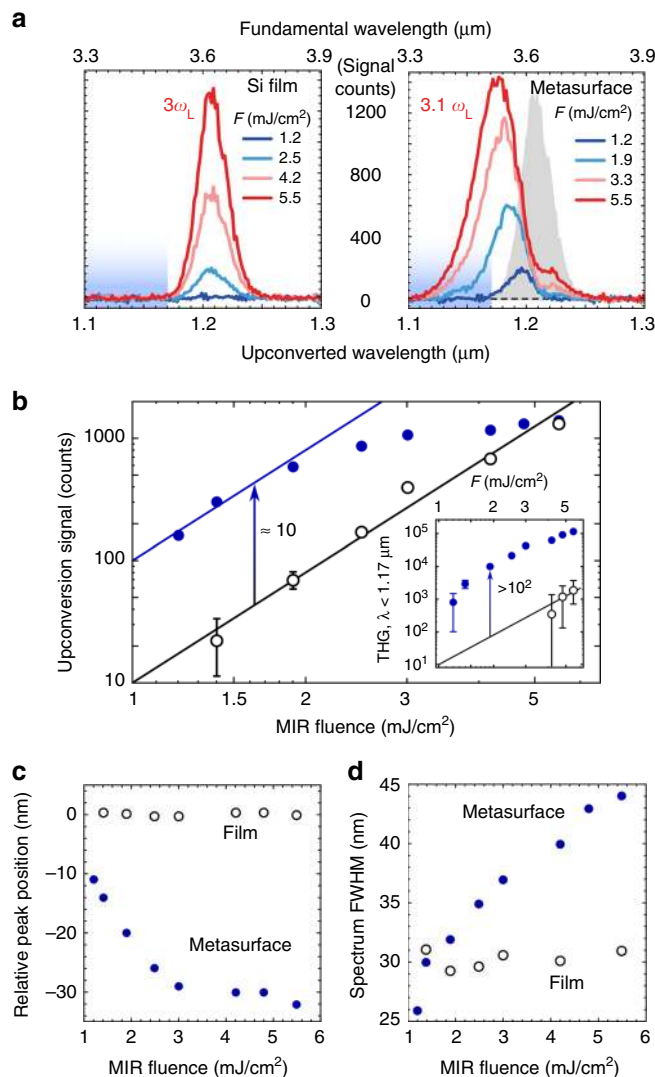 a
Fundamental wavelength (μm)
3.3 3.6 3.9 3.3 3.6 3.9
(Signal counts)
Si film
3ωL
F (mJ/cm²)
1.2
2.5
4.2
5.5
1200
800
400
0
Metasurface
3.1 ωL
F (mJ/cm²)
1.2
1.9
3.3
5.5
1.1 1.2 1.3 1.1 1.2 1.3
Upconverted wavelength (μm)
b
Upconversion signal (counts)
1000
100
10
≈ 10
1 1.5 2 3 5
MIR fluence (mJ/cm²)
F (mJ/cm²)
1 2 3 5
THG, λ < 1.17 μm
10⁵
10⁴
10³
10²
10¹
>10²
c
Relative peak position (nm)
0
−10
−20
−30
Film
Metasurface
1 2 3 4 5 6
MIR fluence (mJ/cm²)
d
Spectrum FWHM (nm)
45
40
35
30
25
Metasurface
Film
1 2 3 4 5 6
MIR fluence (mJ/cm²)